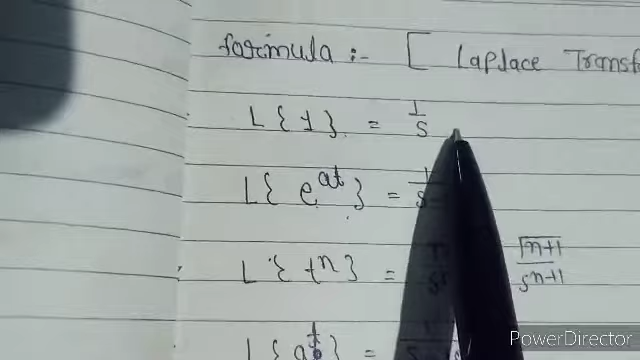 formula :- [ Laplace Transf
L{1} = 1/s
L{e^at} = 1/s-
L{t^n} = √n+1/s^n+1
L{a^t} =
PowerDirector